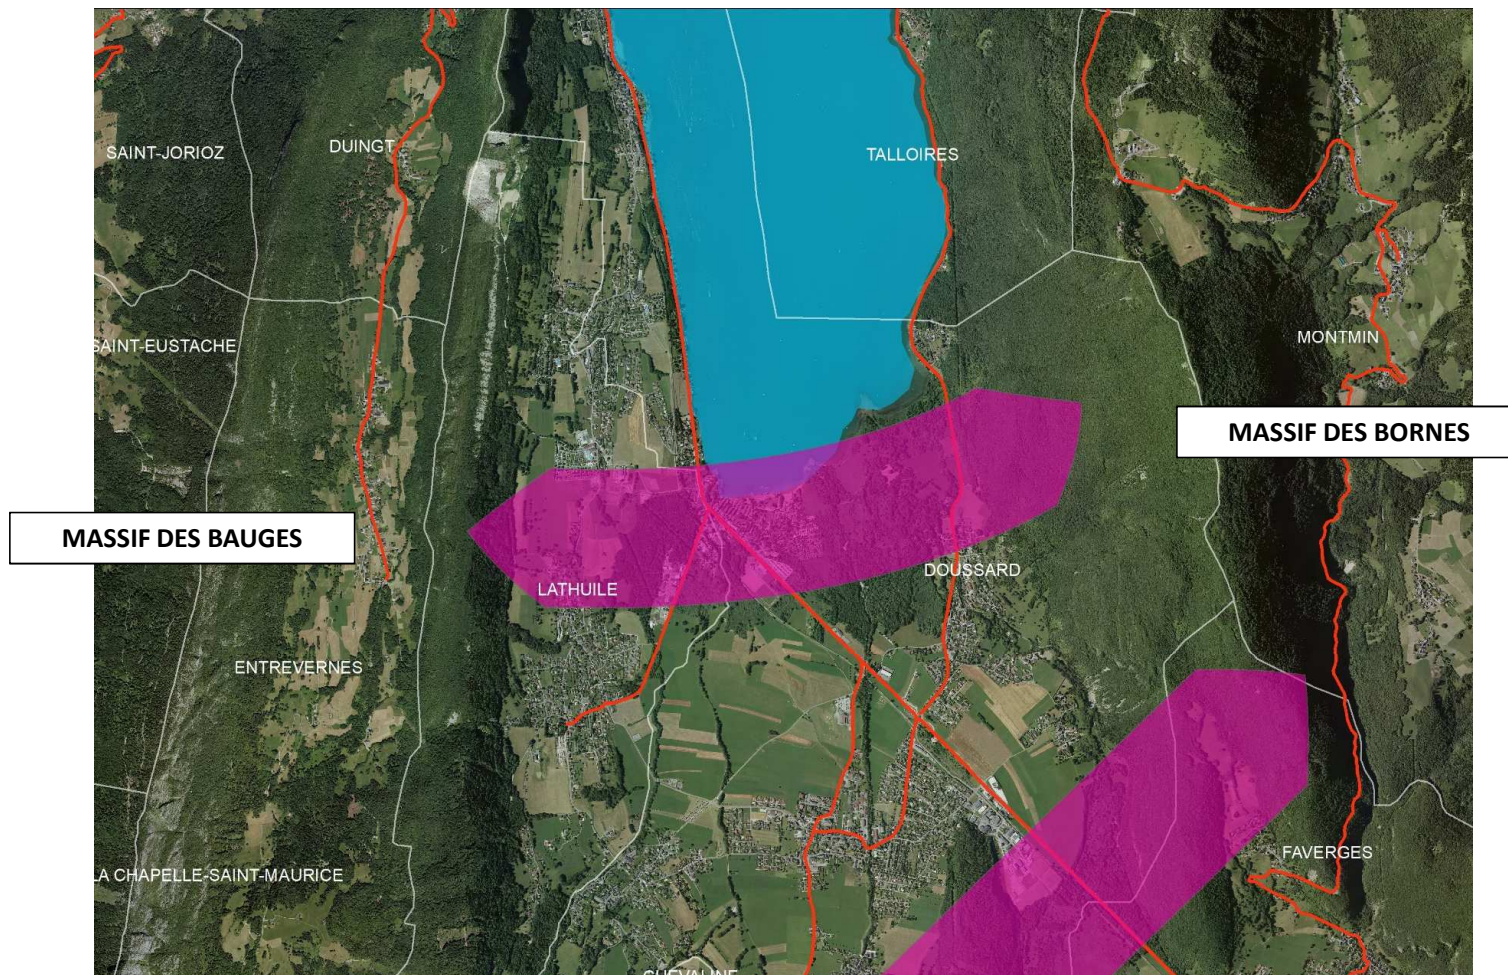 SAINT-JORIOZ
DUINGT
TALLOIRES
SAINT-EUSTACHE
MONTMIN
MASSIF DES BORNES
MASSIF DES BAUGES
LATHUILE
DOUSSARD
ENTREVERNES
FAVERGES
LA CHAPELLE-SAINT-MAURICE
CHEVALINE